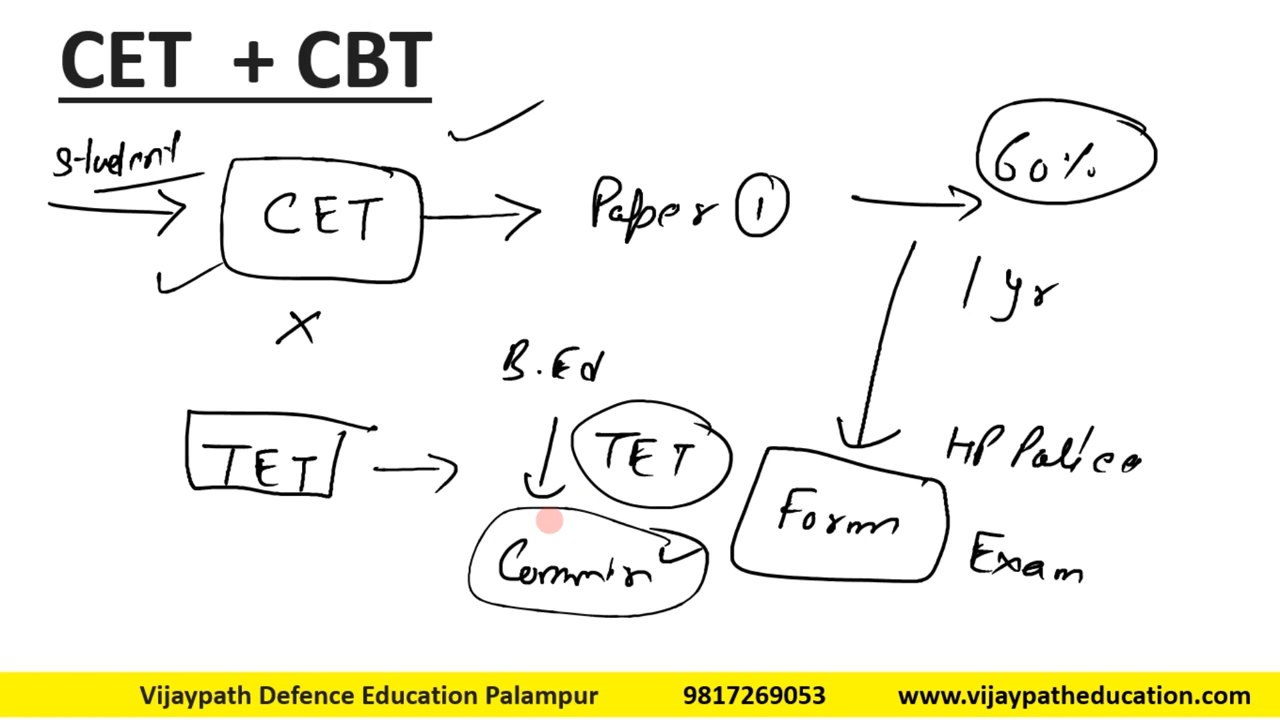 CET + CBT
Student
CET
Paper 1
60%
1 yr
X
B.Ed
TET
TET
HP Police
Form
Exam
Vijaypath Defence Education Palampur 9817269053 www.vijaypatheducation.com